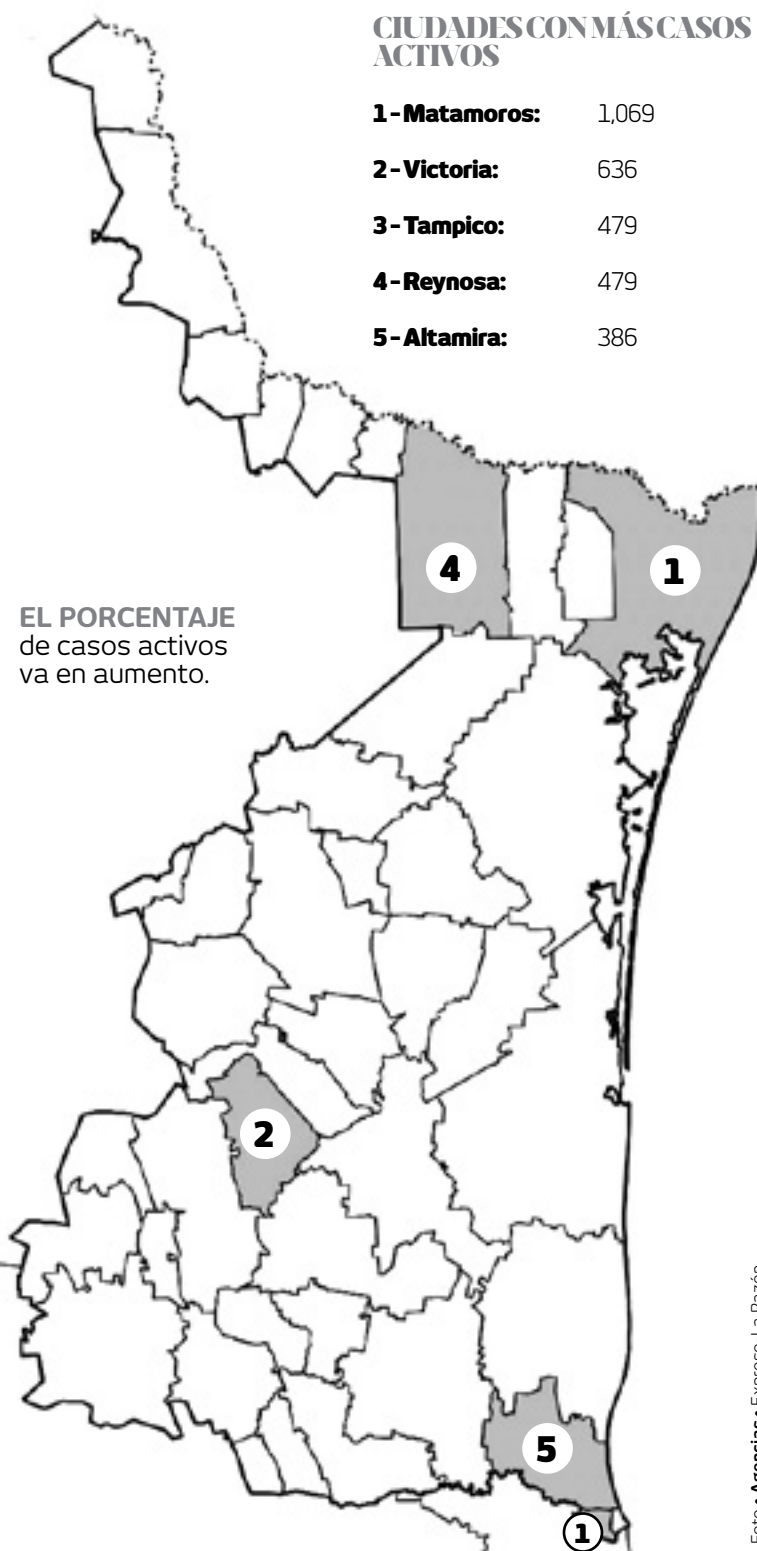 CIUDADES CON MÁS CASOS
ACTIVOS
1 - Matamoros: 1,069
2 - Victoria: 636
3 - Tampico: 479
4 - Reynosa: 479
5 - Altamira: 386
4
1
EL PORCENTAJE
de casos activos
va en aumento.
2
5
1
Foto • Agencias • Expreso-La Razón